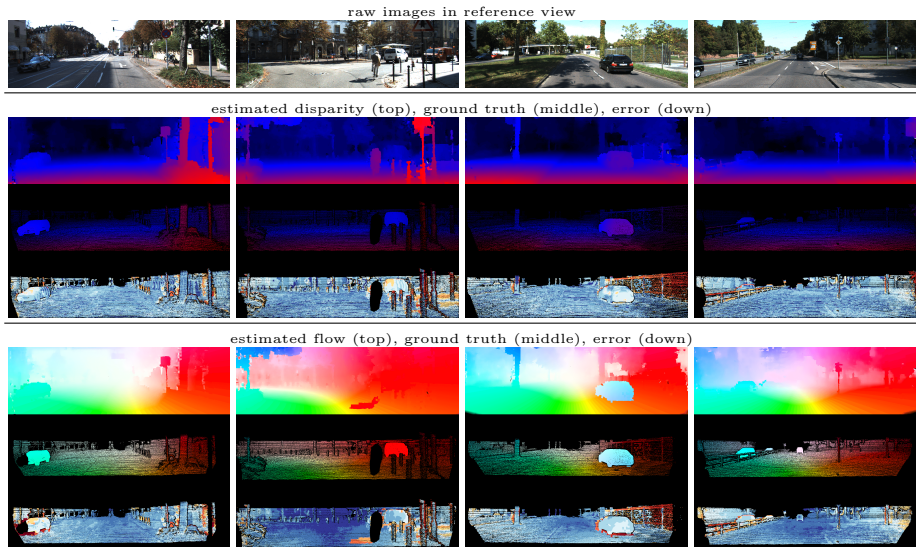 raw images in reference view
estimated disparity (top), ground truth (middle), error (down)
estimated flow (top), ground truth (middle), error (down)